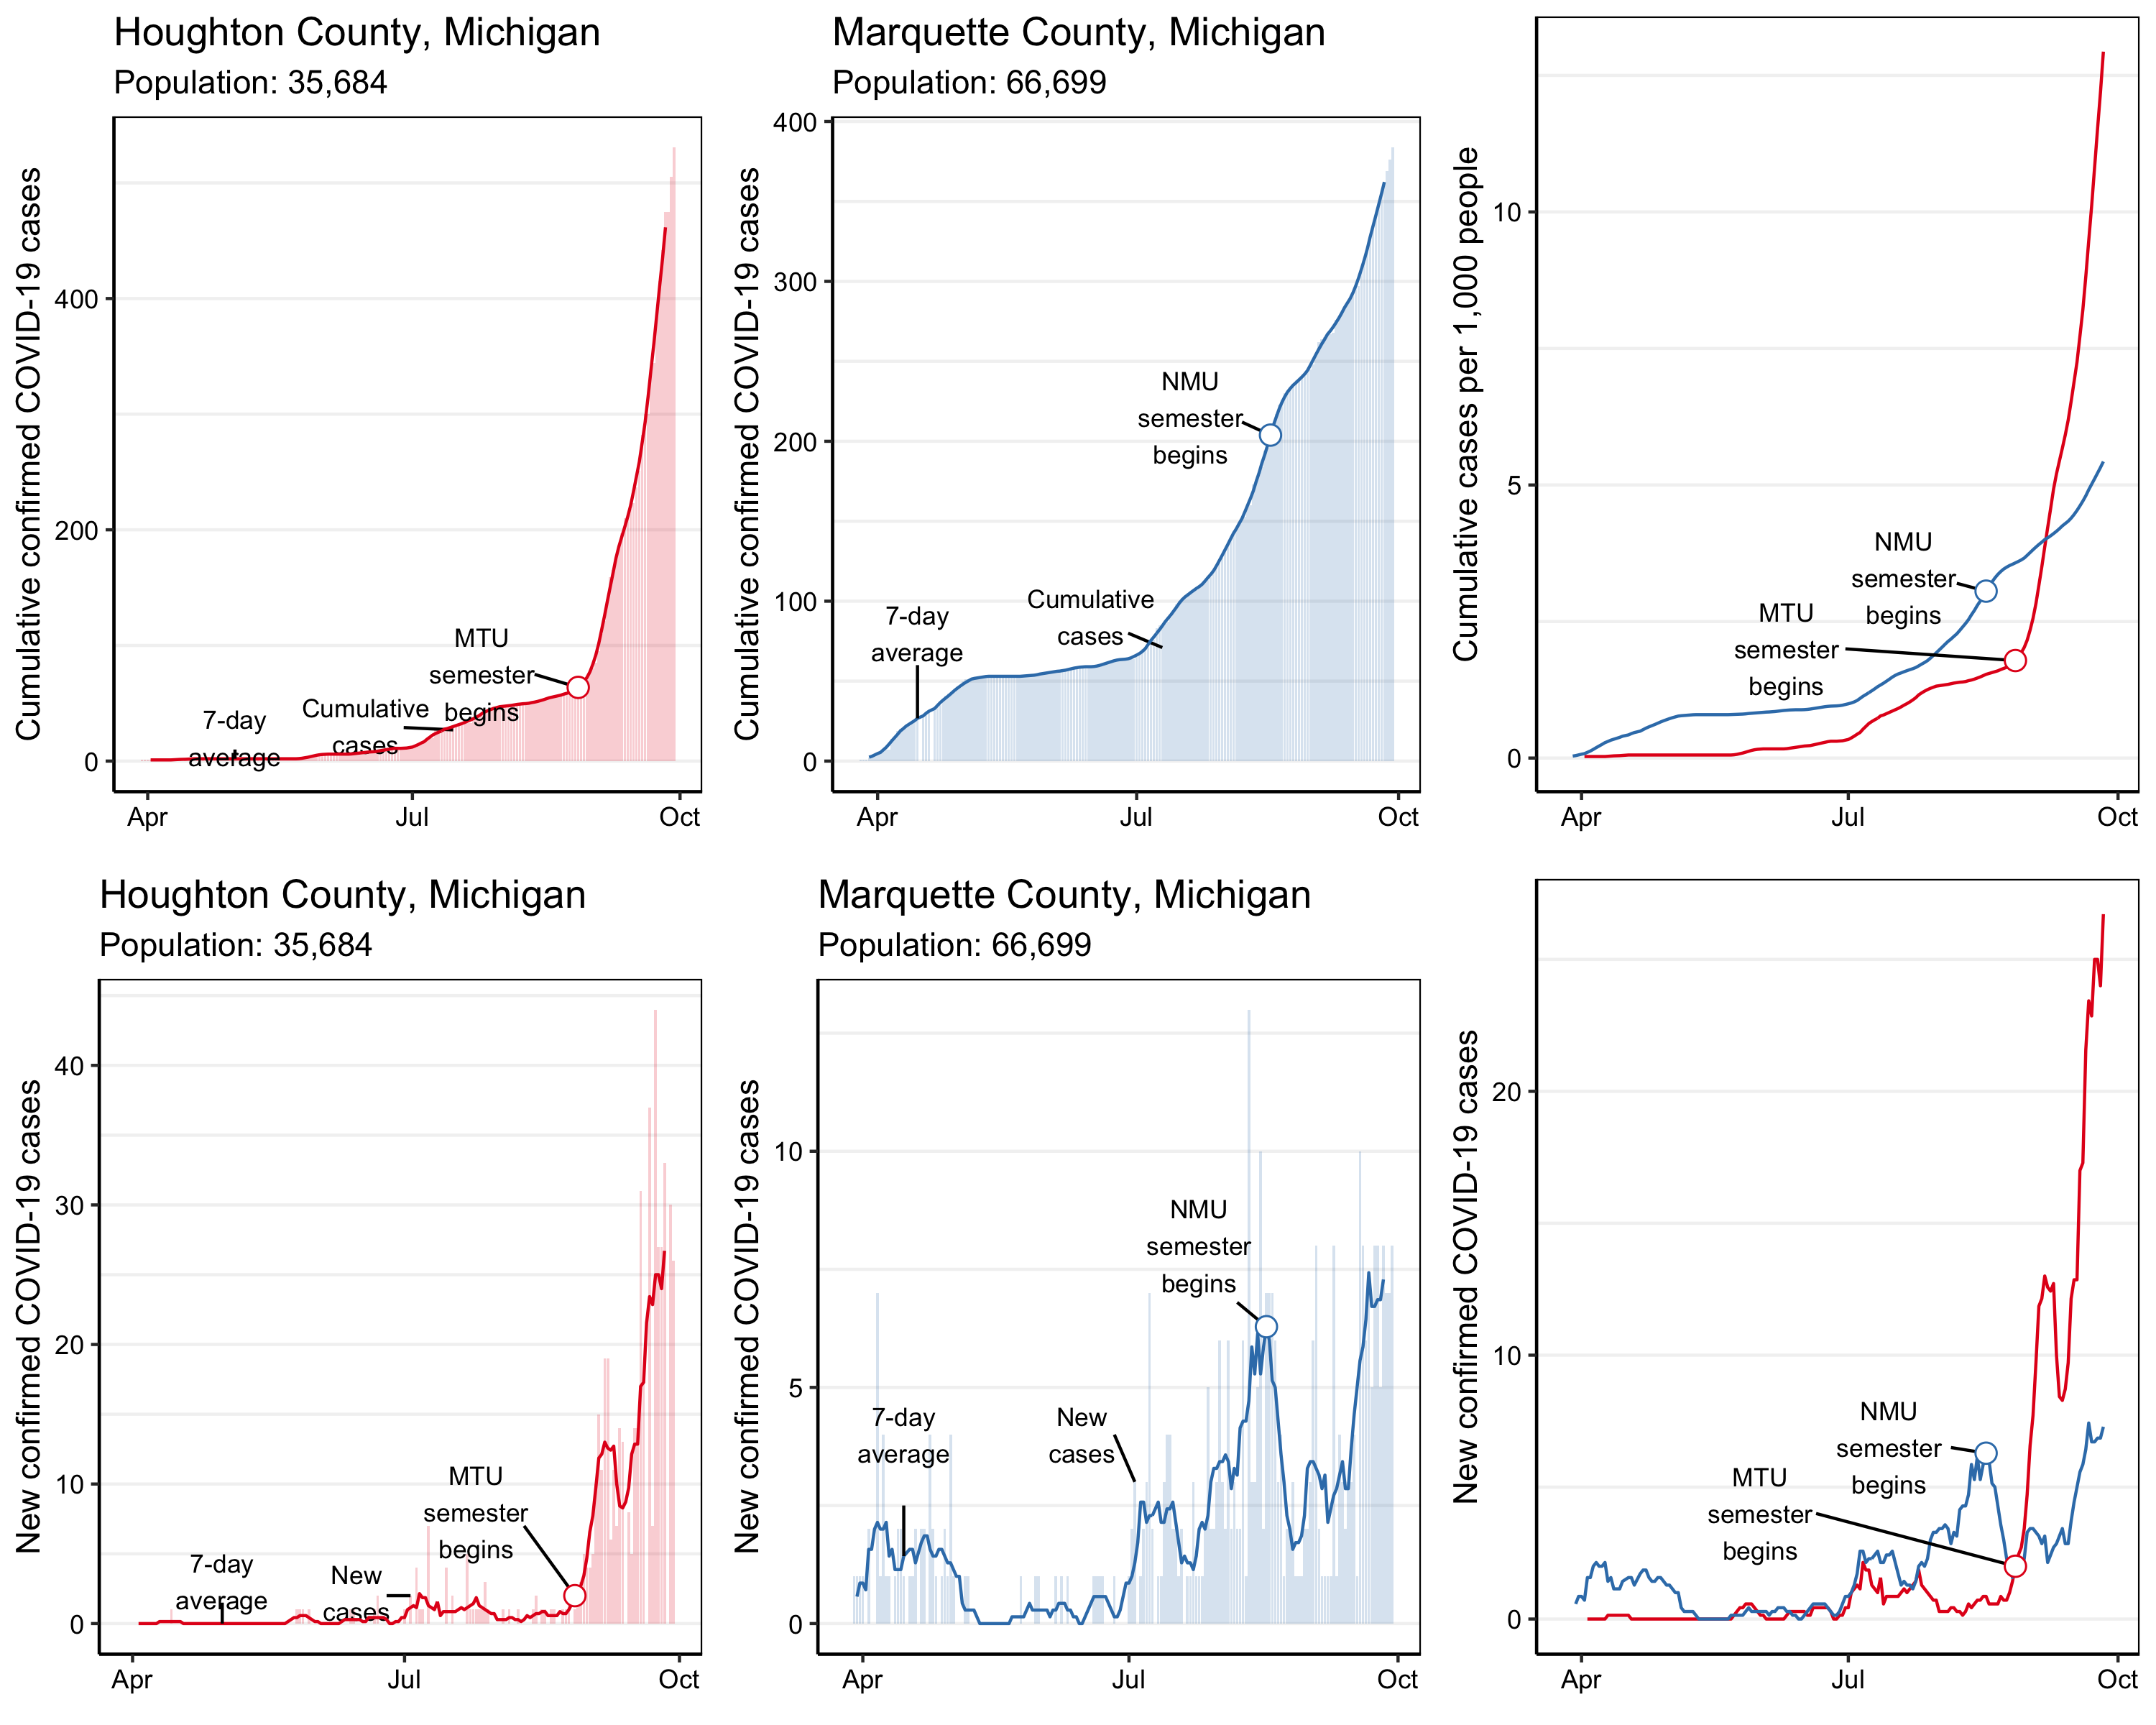 Houghton County, Michigan
Population: 35,684
Cumulative confirmed COVID-19 cases
400
200
0
7-day
average
Cumulative
cases
MTU
semester
begins
Apr
Jul
Oct
Marquette County, Michigan
Population: 66,699
Cumulative confirmed COVID-19 cases
400
300
200
100
0
7-day
average
Cumulative
cases
NMU
semester
begins
Apr
Jul
Oct
Cumulative cases per 1,000 people
10
5
0
NMU
semester
begins
MTU
semester
begins
Apr
Jul
Oct
Houghton County, Michigan
Population: 35,684
New confirmed COVID-19 cases
40
30
20
10
0
7-day
average
New
cases
MTU
semester
begins
Apr
Jul
Oct
Marquette County, Michigan
Population: 66,699
New confirmed COVID-19 cases
10
5
0
7-day
average
New
cases
NMU
semester
begins
Apr
Jul
Oct
New confirmed COVID-19 cases
20
10
0
NMU
semester
begins
MTU
semester
begins
Apr
Jul
Oct